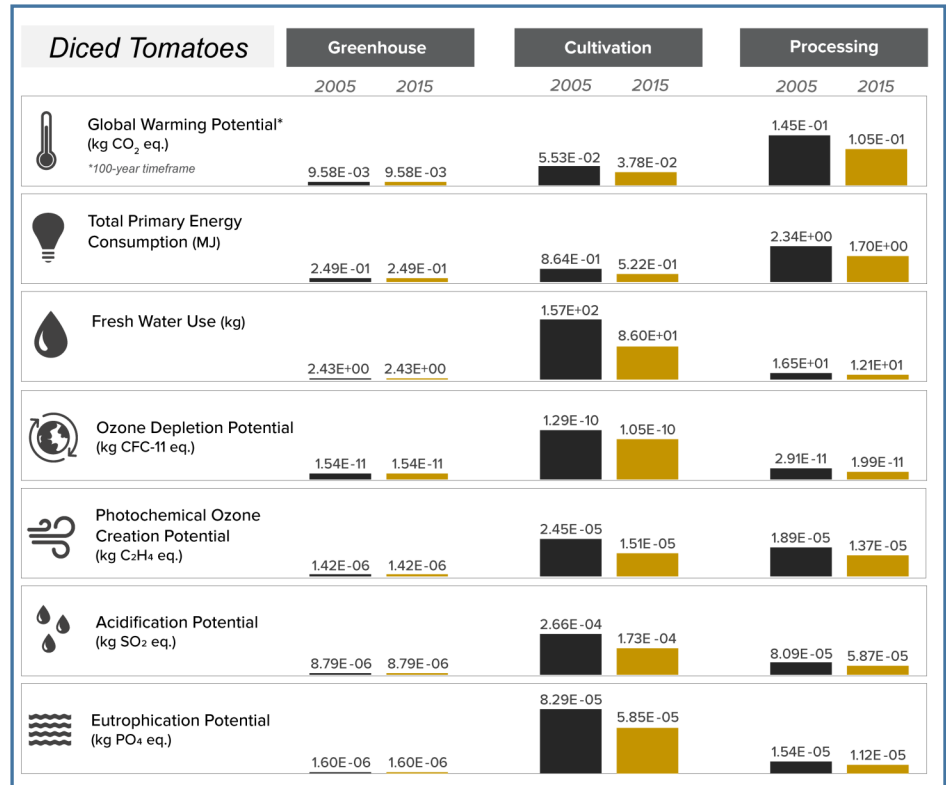 Diced Tomatoes
Greenhouse
Cultivation
Processing
2005 2015 2005 2015 2005 2015
Global Warming Potential*
(kg CO₂ eq.)
*100-year timeframe
9.58E-03 9.58E-03 5.53E-02 3.78E-02 1.45E-01 1.05E-01
Total Primary Energy
Consumption (MJ)
2.49E-01 2.49E-01 8.64E-01 5.22E-01 2.34E+00 1.70E+00
Fresh Water Use (kg)
2.43E+00 2.43E+00 1.57E+02 8.60E+01 1.65E+01 1.21E+01
Ozone Depletion Potential
(kg CFC-11 eq.)
1.54E-11 1.54E-11 1.29E-10 1.05E-10 2.91E-11 1.99E-11
Photochemical Ozone
Creation Potential
(kg C₂H₄ eq.)
1.42E-06 1.42E-06 2.45E-05 1.51E-05 1.89E-05 1.37E-05
Acidification Potential
(kg SO₂ eq.)
8.79E-06 8.79E-06 2.66E-04 1.73E-04 8.09E-05 5.87E-05
Eutrophication Potential
(kg PO₄ eq.)
1.60E-06 1.60E-06 8.29E-05 5.85E-05 1.54E-05 1.12E-05